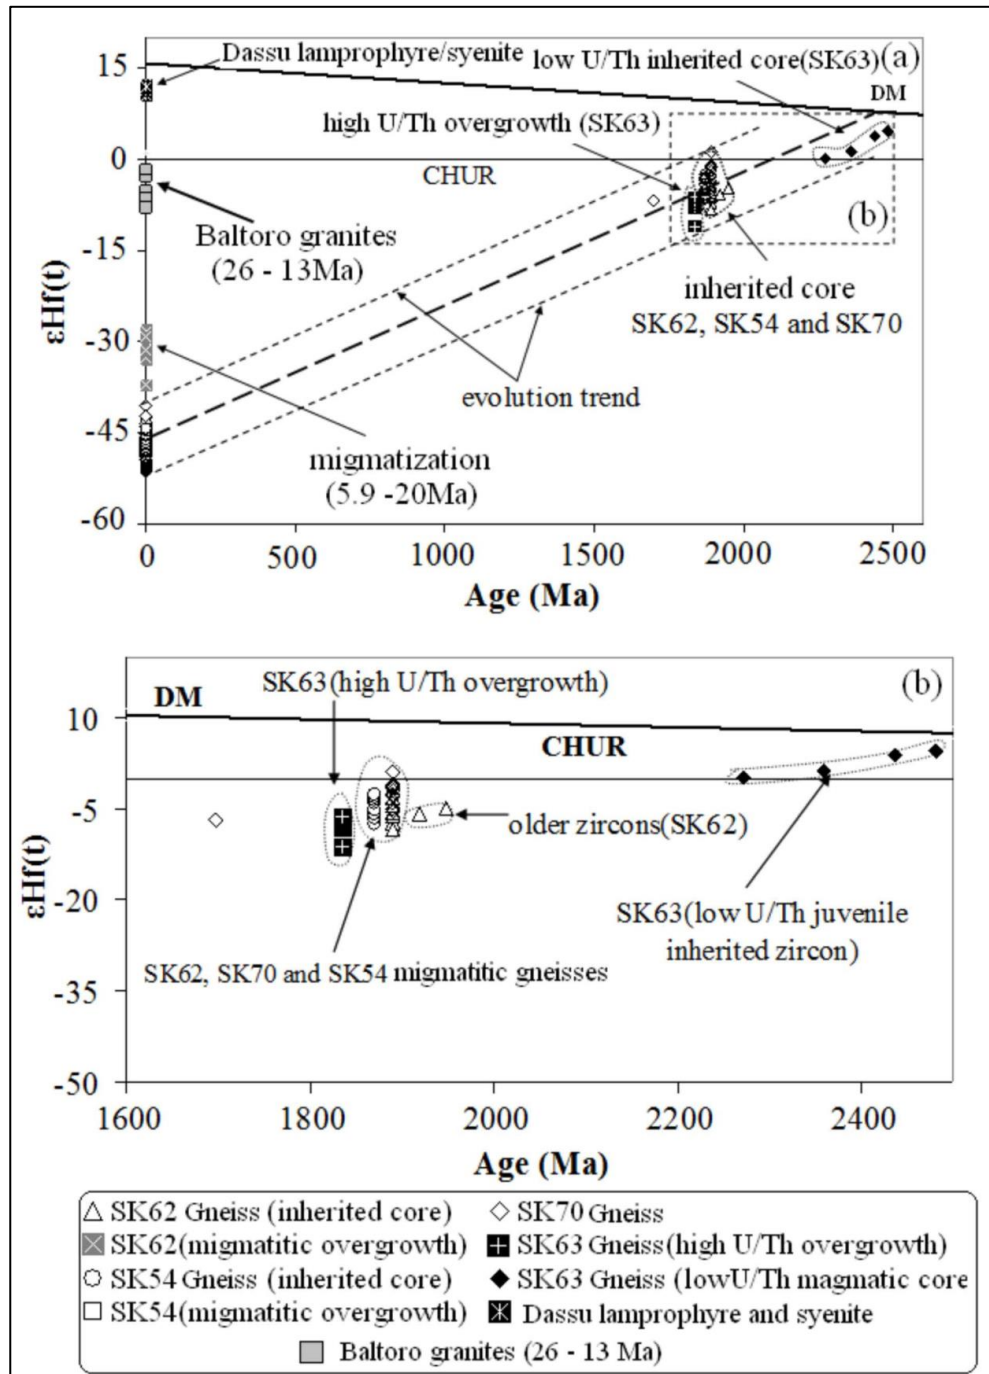 Dassu lamprophyre/syenite
low U/Th inherited core(SK63)
(a)
DM
high U/Th overgrowth (SK63)
CHUR
(b)
Baltoro granites
(26 - 13Ma)
inherited core
SK62, SK54 and SK70
evolution trend
migmatization
(5.9 -20Ma)
15
0
-15
-30
-45
-60
εHf(t)
0 500 1000 1500 2000 2500
Age (Ma)
SK63(high U/Th overgrowth)
(b)
DM
CHUR
older zircons(SK62)
SK63(low U/Th juvenile
inherited zircon)
SK62, SK70 and SK54 migmatitic gneisses
10
-5
-20
-35
-50
εHf(t)
1600 1800 2000 2200 2400
Age (Ma)
SK62 Gneiss (inherited core) SK70 Gneiss
SK62(migmatitic overgrowth) SK63 Gneiss(high U/Th overgrowth)
SK54 Gneiss (inherited core) SK63 Gneiss (lowU/Th magmatic core
SK54(migmatitic overgrowth) Dassu lamprophyre and syenite
Baltoro granites (26 - 13 Ma)